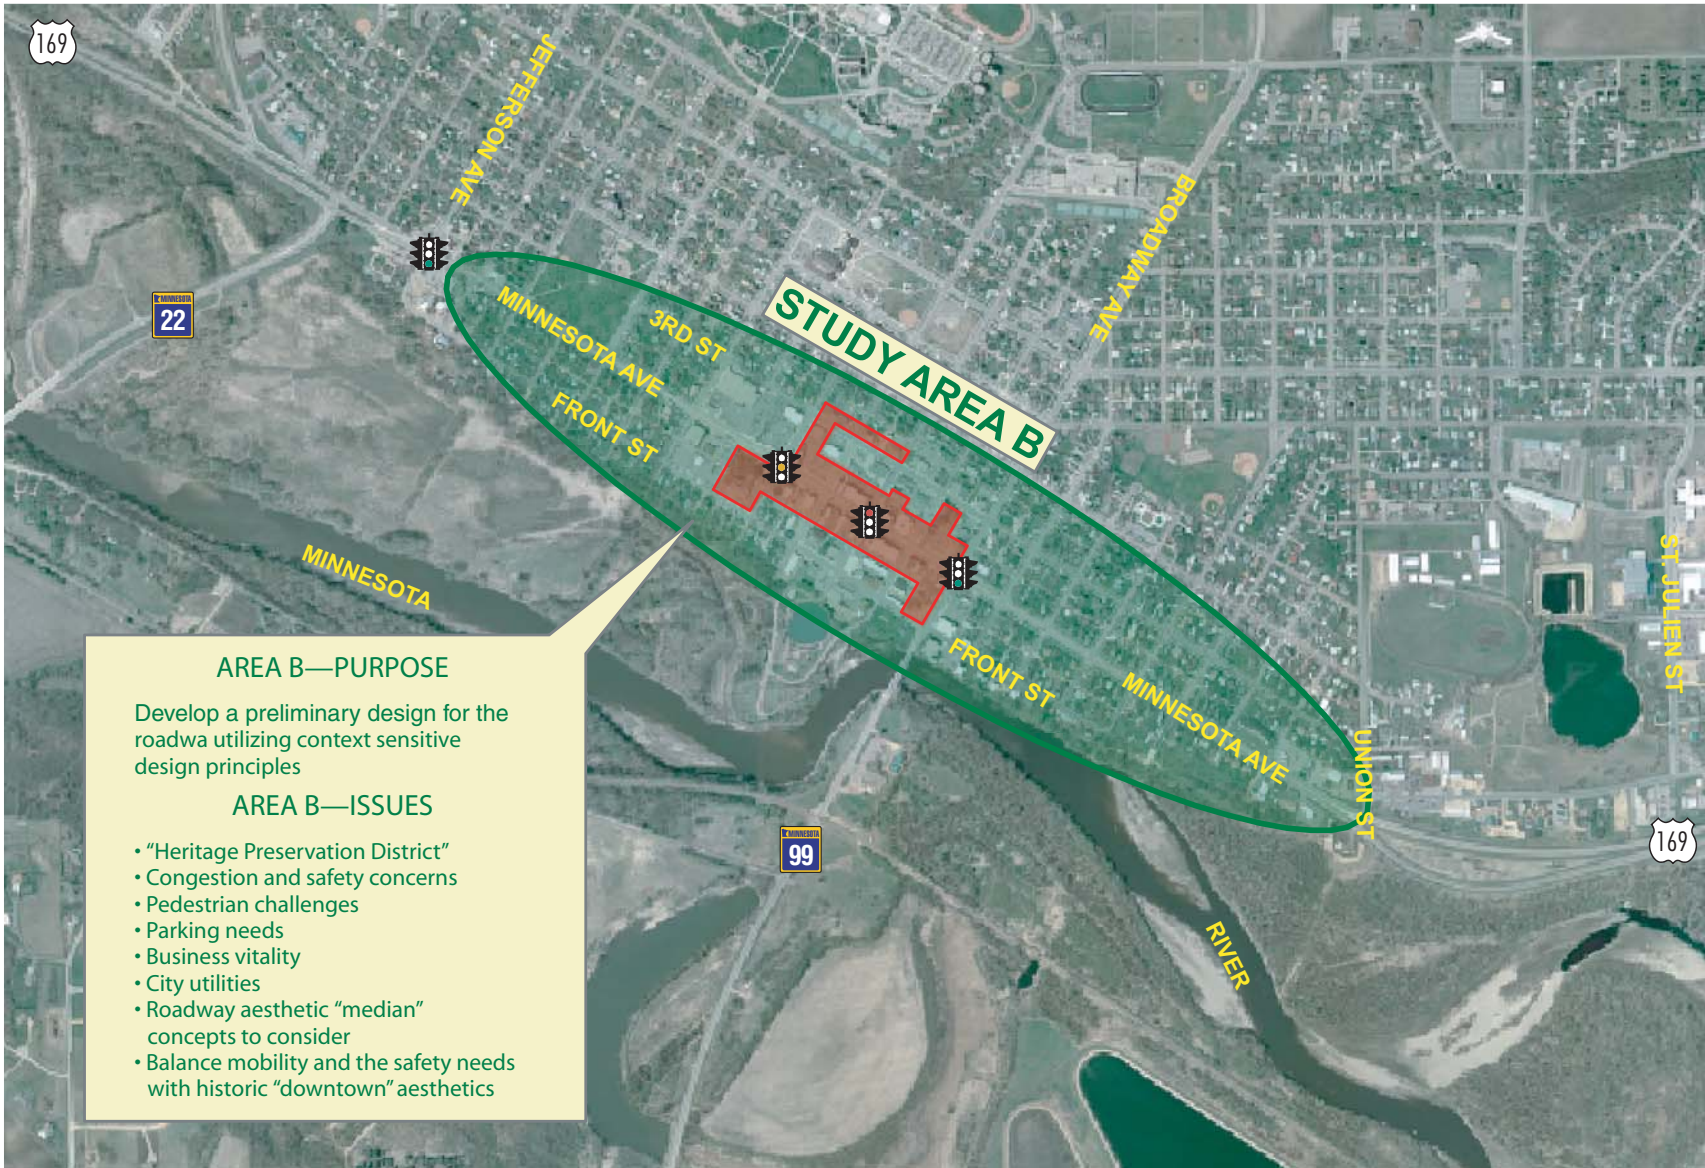 169
JEFFERSON AVE
BROADWAY AVE
MINNESOTA
22
STUDY AREA B
3RD ST
MINNESOTA AVE
FRONT ST
MINNESOTA
ST. JULIEN ST
FRONT ST
MINNESOTA AVE
UNION ST
169
MINNESOTA
99
RIVER
AREA B—PURPOSE
Develop a preliminary design for the
roadwa utilizing context sensitive
design principles
AREA B—ISSUES
• “Heritage Preservation District”
• Congestion and safety concerns
• Pedestrian challenges
• Parking needs
• Business vitality
• City utilities
• Roadway aesthetic “median”
concepts to consider
• Balance mobility and the safety needs
with historic “downtown” aesthetics